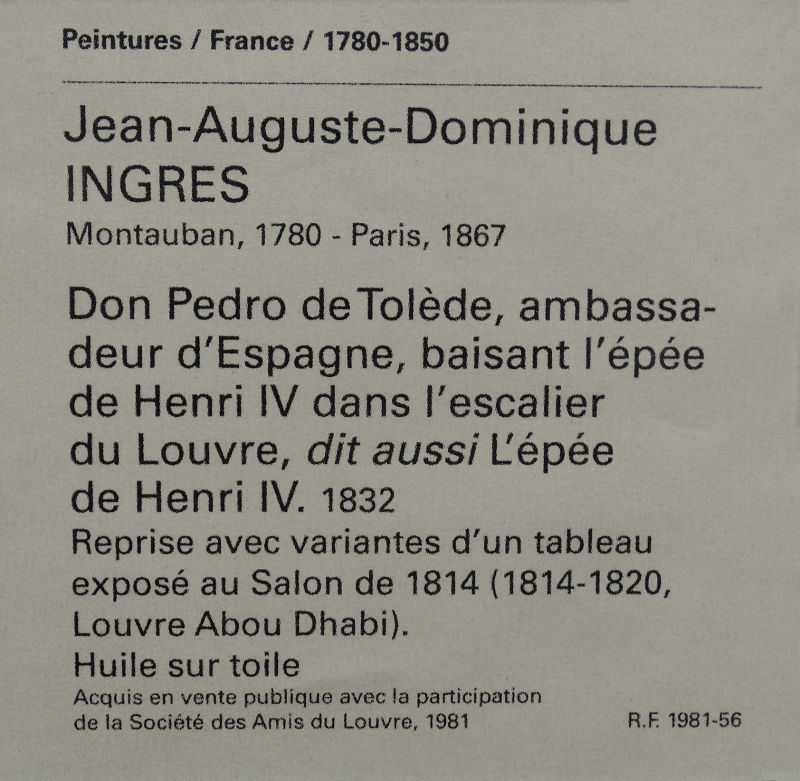 Peintures / France / 1780-1850
Jean-Auguste-Dominique
INGRES
Montauban, 1780 - Paris, 1867
Don Pedro de Tolède, ambassa-
deur d'Espagne, baisant l'épée
de Henri IV dans l'escalier
du Louvre, dit aussi L'épée
de Henri IV. 1832
Reprise avec variantes d'un tableau
exposé au Salon de 1814 (1814-1820,
Louvre Abou Dhabi).
Huile sur toile
Acquis en vente publique avec la participation
de la Société des Amis du Louvre, 1981
R.F. 1981-56